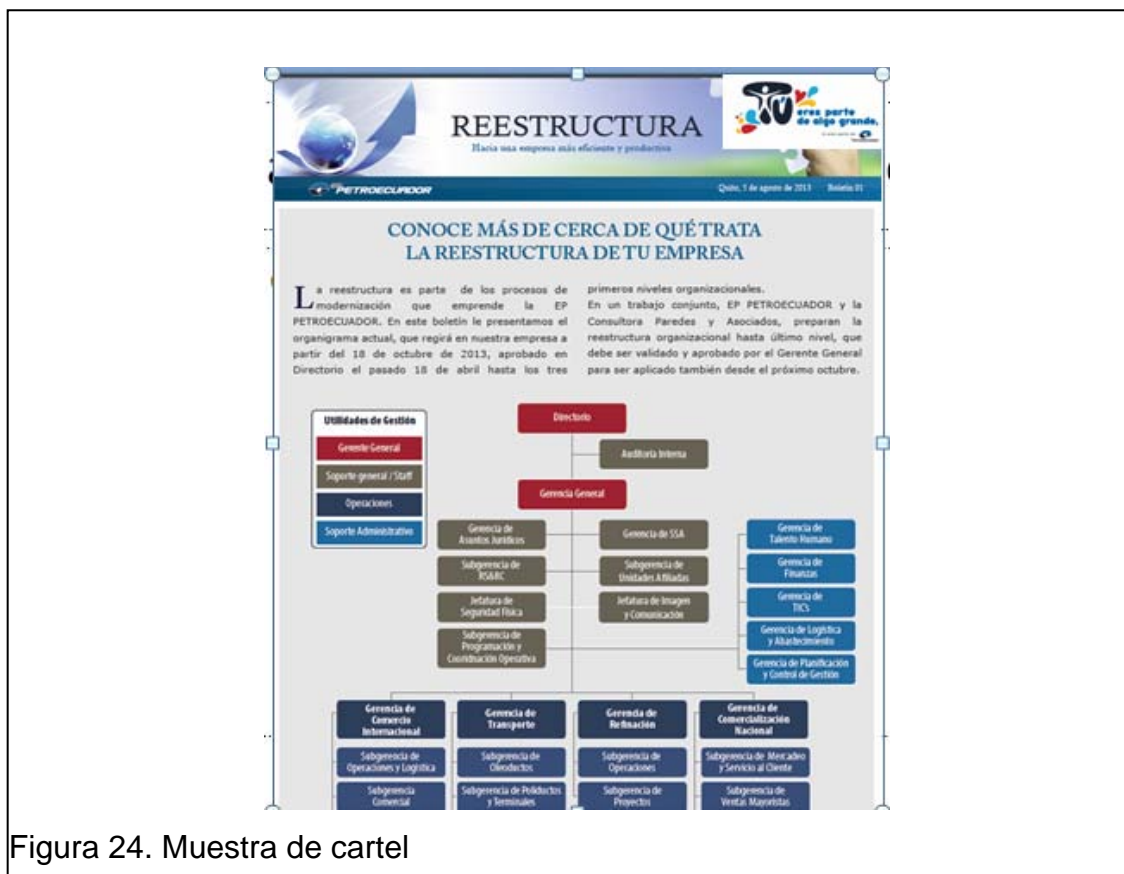 REESTRUCTURA
Hacia una empresa más eficiente y productiva
TÚ
eres parte
de algo grande.
EP PETROECUADOR
Quito, 5 de agosto de 2013 Boletín 01
CONOCE MÁS DE CERCA DE QUÉ TRATA
LA REESTRUCTURA DE TU EMPRESA
La reestructura es parte de los procesos de
modernización que emprende la EP
PETROECUADOR. En este boletín le presentamos el
organigrama actual, que regirá en nuestra empresa a
partir del 18 de octubre de 2013, aprobado en
Directorio el pasado 18 de abril hasta los tres
primeros niveles organizacionales.
En un trabajo conjunto, EP PETROECUADOR y la
Consultora Paredes y Asociados, preparan la
reestructura organizacional hasta último nivel, que
debe ser validado y aprobado por el Gerente General
para ser aplicado también desde el próximo octubre.
Utilidades de Gestión
Gerente General
Soporte general / Staff
Operaciones
Soporte Administrativo
Directorio
Auditoría Interna
Gerencia General
Gerencia de
Asuntos Jurídicos
Gerencia de SSA
Subgerencia de
RS&RC
Subgerencia de
Unidades Afiliadas
Jefatura de
Seguridad Física
Jefatura de Imagen
y Comunicación
Subgerencia de
Programación y
Coordinación Operativa
Gerencia de
Talento Humano
Gerencia de
Finanzas
Gerencia de
TICs
Gerencia de Logística
y Abastecimiento
Gerencia de Planificación
y Control de Gestión
Gerencia de
Comercio
Internacional
Gerencia de
Transporte
Gerencia de
Refinación
Gerencia de
Comercialización
Nacional
Subgerencia de
Operaciones y Logística
Subgerencia de
Oleoductos
Subgerencia de
Operaciones
Subgerencia de Mercadeo
y Servicio al Cliente
Subgerencia
Comercial
Subgerencia de Poliductos
y Terminales
Subgerencia de
Proyectos
Subgerencia de
Ventas Mayoristas
Figura 24. Muestra de cartel